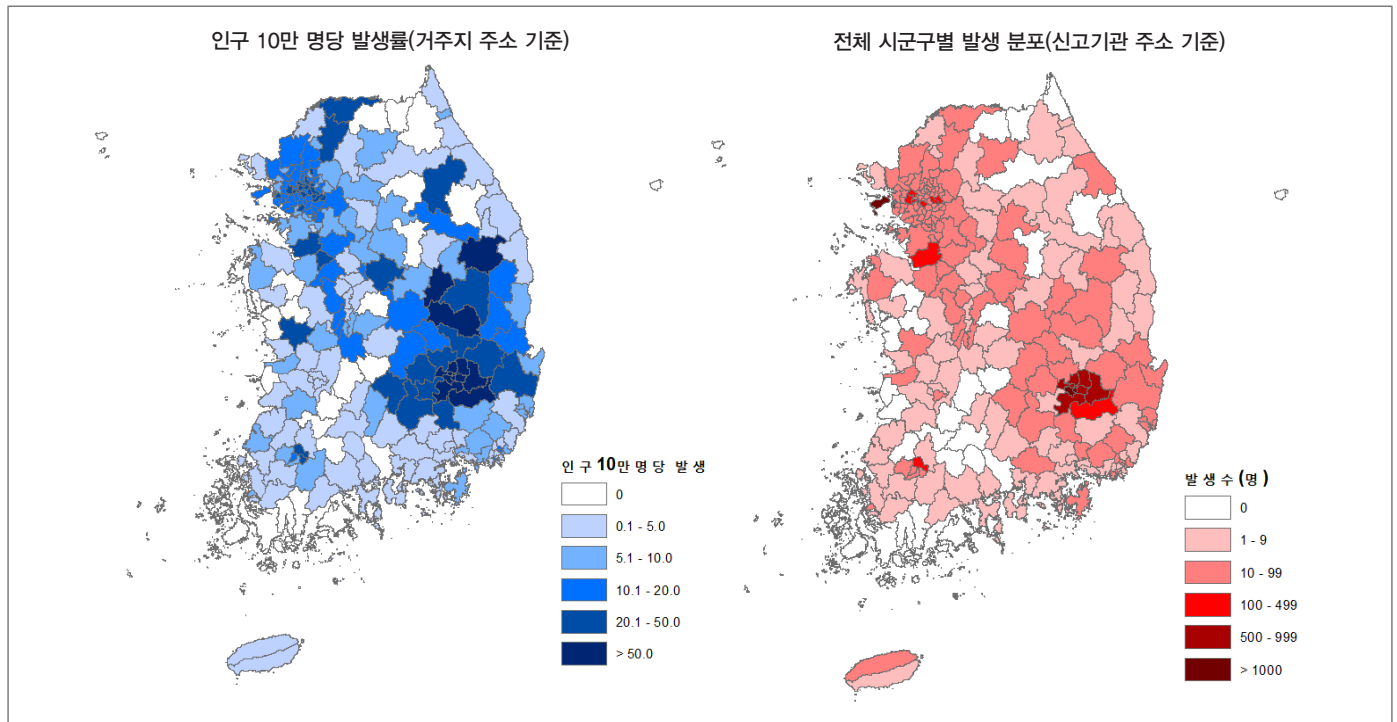 인구 10만 명당 발생률(거주지 주소 기준)
인 구 10만 명 당 발 생
0
0.1 - 5.0
5.1 - 10.0
10.1 - 20.0
20.1 - 50.0
> 50.0
전체 시군구별 발생 분포(신고기관 주소 기준)
발 생 수 (명 )
0
1 - 9
10 - 99
100 - 499
500 - 999
> 1000